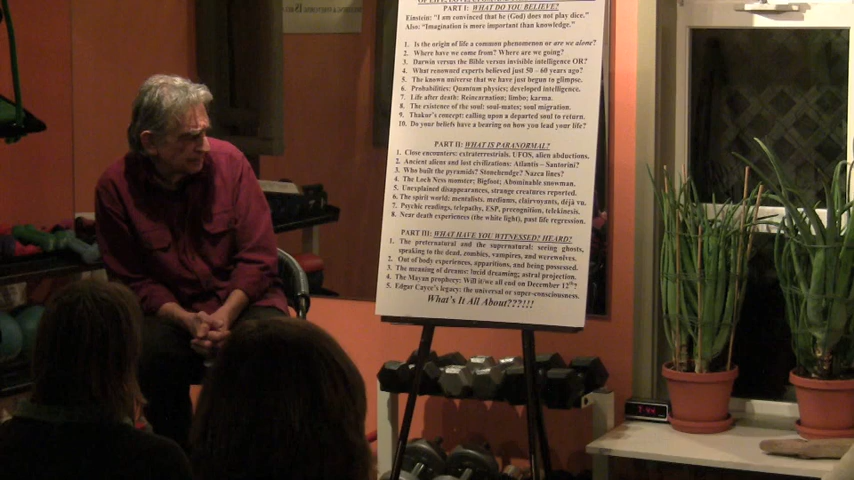 PART I: WHAT DO YOU BELIEVE?
Einstein: "I am convinced that he (God) does not play dice."
Also: "Imagination is more important than knowledge."
1. Is the origin of life a common phenomenon or are we alone?
2. Where have we come from? Where are we going?
3. Darwin versus the Bible versus invisible intelligence OR?
4. What renowned experts believed just 50 - 60 years ago?
5. The known universe that we have just begun to glimpse.
6. Probabilities: Quantum physics; developed intelligence.
7. Life after death: Reincarnation; limbo; karma.
8. The existence of the soul: soul-mates; soul migration.
9. Thakur's concept: calling upon a departed soul to return.
10. Do your beliefs have a bearing on how you lead your life?
PART II: WHAT IS PARANORMAL?
1. Close encounters: extraterrestrials, UFOS, alien abductions.
2. Ancient aliens and lost civilizations: Atlantis – Santorini?
3. Who built the pyramids? Stonehendge? Nazca lines?
4. The Loch Ness monster; Bigfoot; Abominable snowman.
5. Unexplained disappearances, strange creatures reported.
6. The spirit world: mentalists, mediums, clairvoyants, déjà vu.
7. Psychic readings, telepathy, ESP, precognition, telekinesis.
8. Near death experiences (the white light), past life regression.
PART III: WHAT HAVE YOU WITNESSED? HEARD?
1. The preternatural and the supernatural: seeing ghosts,
speaking to the dead, zombies, vampires, and werewolves.
2. Out of body experiences, apparitions, and being possessed.
3. The meaning of dreams: lucid dreaming; astral projection.
4. The Mayan prophecy: Will it/we all end on December 12th?
5. Edgar Cayce's legacy: the universal or super-consciousness.
What's It All About???!!!
7:44